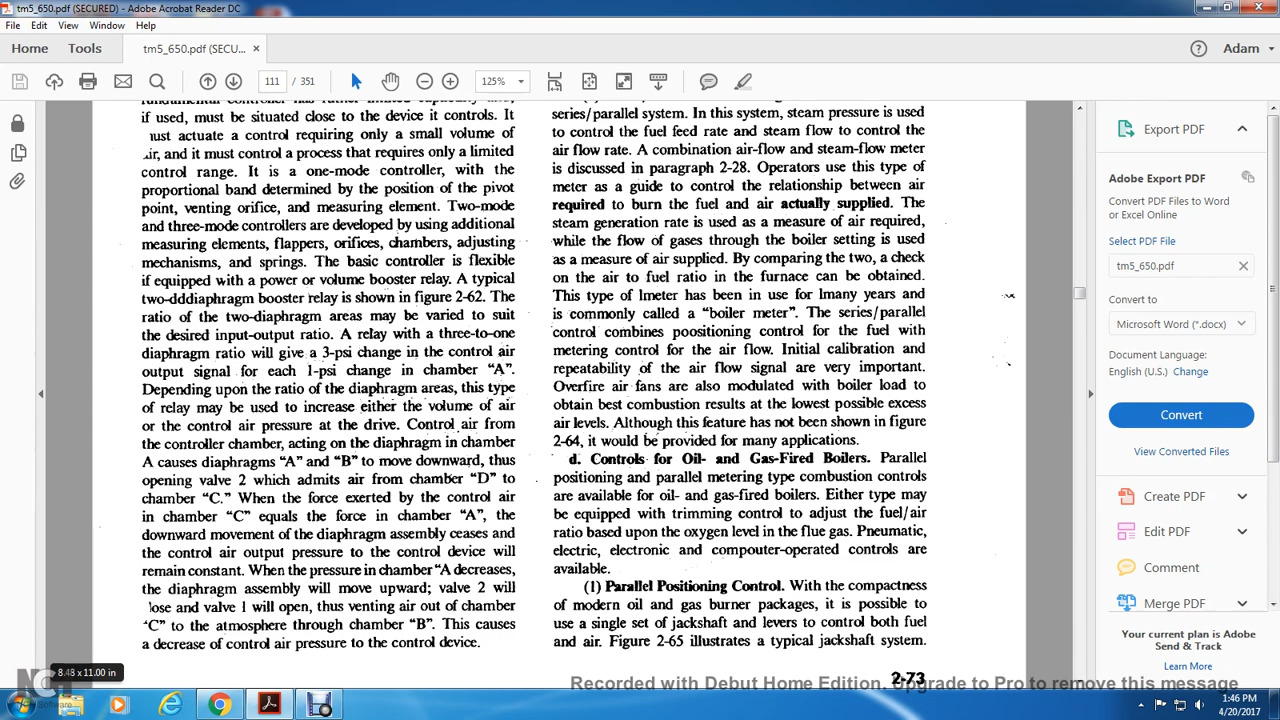 tm5_650.pdf (SECURED) - Adobe Acrobat Reader DC
File Edit View Window Help
Home Tools tm5_650.pdf (SECU... × Adam
111 / 351 125%
if used, must be situated close to the device it controls. It
nust actuate a control requiring only a small volume of
air, and it must control a process that requires only a limited
control range. It is a one-mode controller, with the
proportional band determined by the position of the pivot
point, venting orifice, and measuring element. Two-mode
and three-mode controllers are developed by using additional
measuring elements, flappers, orifices, chambers, adjusting
mechanisms, and springs. The basic controller is flexible
if equipped with a power or volume booster relay. A typical
two-dddiaphragm booster relay is shown in figure 2-62. The
ratio of the two-diaphragm areas may be varied to suit
the desired input-output ratio. A relay with a three-to-one
diaphragm ratio will give a 3-psi change in the control air
output signal for each 1-psi change in chamber “A”.
Depending upon the ratio of the diaphragm areas, this type
of relay may be used to increase either the volume of air
or the control air pressure at the drive. Control air from
the controller chamber, acting on the diaphragm in chamber
A causes diaphragms “A” and “B” to move downward, thus
opening valve 2 which admits air from chamber “D” to
chamber “C.” When the force exerted by the control air
in chamber “C” equals the force in chamber “A”, the
downward movement of the diaphragm assembly ceases and
the control air output pressure to the control device will
remain constant. When the pressure in chamber “A decreases,
the diaphragm assembly will move upward; valve 2 will
lose and valve 1 will open, thus venting air out of chamber
“C” to the atmosphere through chamber “B”. This causes
a decrease of control air pressure to the control device.
series/parallel system. In this system, steam pressure is used
to control the fuel feed rate and steam flow to control the
air flow rate. A combination air-flow and steam-flow meter
is discussed in paragraph 2-28. Operators use this type of
meter as a guide to control the relationship between air
required to burn the fuel and air actually supplied. The
steam generation rate is used as a measure of air required,
while the flow of gases through the boiler setting is used
as a measure of air supplied. By comparing the two, a check
on the air to fuel ratio in the furnace can be obtained.
This type of lmeter has been in use for lmany years and
is commonly called a “boiler meter”. The series/parallel
control combines poositioning control for the fuel with
metering control for the air flow. Initial calibration and
repeatability of the air flow signal are very important.
Overfire air fans are also modulated with boiler load to
obtain best combustion results at the lowest possible excess
air levels. Although this feature has not been shown in figure
2-64, it would be provided for many applications.
d. Controls for Oil- and Gas-Fired Boilers. Parallel
positioning and parallel metering type combustion controls
are available for oil- and gas-fired boilers. Either type may
be equipped with trimming control to adjust the fuel/air
ratio based upon the oxygen level in the flue gas. Pneumatic,
electric, electronic and compouter-operated controls are
available.
(1) Parallel Positioning Control. With the compactness
of modern oil and gas burner packages, it is possible to
use a single set of jackshaft and levers to control both fuel
and air. Figure 2-65 illustrates a typical jackshaft system.
2-73
Export PDF
Adobe Export PDF
Convert PDF Files to Word
or Excel Online
Select PDF File
tm5_650.pdf
Convert to
Microsoft Word (*.docx)
Document Language:
English (U.S.) Change
Convert
View Converted Files
Create PDF
Edit PDF
Comment
Merge PDF
Your current plan is Adobe
Send & Track
Learn More
8.48 x 11.00 in
NCH
Software
Recorded with Debut Home Edition. Upgrade to Pro to remove this message
1:46 PM
4/20/2017